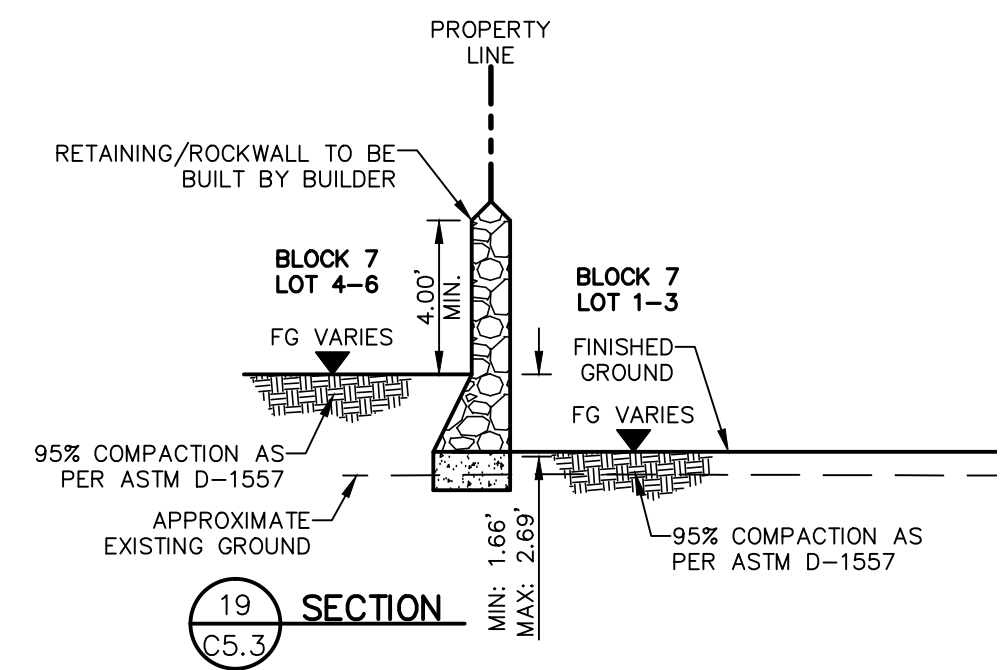 PROPERTY
LINE
RETAINING/ROCKWALL TO BE
BUILT BY BUILDER
BLOCK 7
LOT 4-6
4.00'
MIN.
BLOCK 7
LOT 1-3
FG VARIES
FINISHED
GROUND
FG VARIES
95% COMPACTION AS
PER ASTM D-1557
APPROXIMATE
EXISTING GROUND
MIN: 1.66'
MAX: 2.69'
95% COMPACTION AS
PER ASTM D-1557
19
C5.3
SECTION